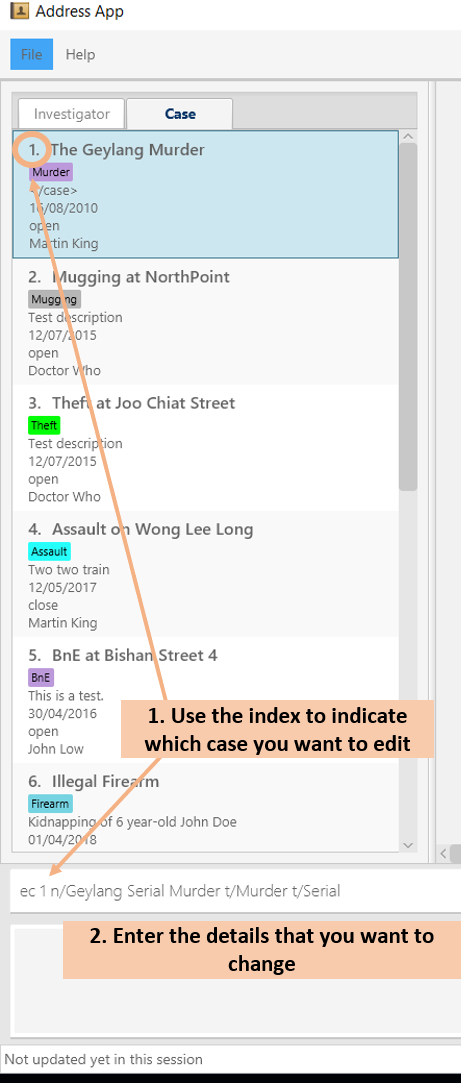 Address App
File Help
Investigator Case
1. The Geylang Murder
Murder
</case>
16/08/2010
open
Martin King
2. Mugging at NorthPoint
Mugging
Test description
12/07/2015
open
Doctor Who
3. Theft at Joo Chiat Street
Theft
Test description
12/07/2015
open
Doctor Who
4. Assault on Wong Lee Long
Assault
Two two train
12/05/2017
close
Martin King
5. BnE at Bishan Street 4
BnE
This is a test.
30/04/2016
open
John Low
1. Use the index to indicate
which case you want to edit
6. Illegal Firearm
Firearm
Kidnapping of 6 year-old John Doe
01/04/2018
ec 1 n/Geylang Serial Murder t/Murder t/Serial
2. Enter the details that you want to
change
Not updated yet in this session